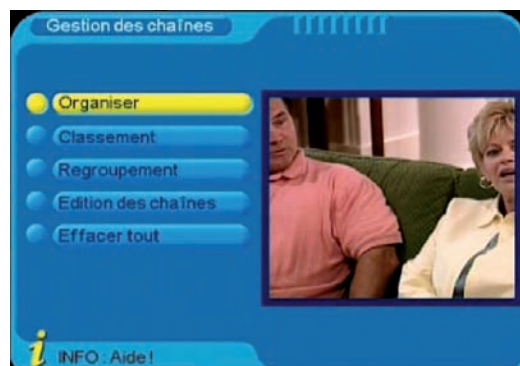 Gestion des chaînes
Organiser
Classement
Regroupement
Edition des chaînes
Effacer tout
i INFO : Aide !